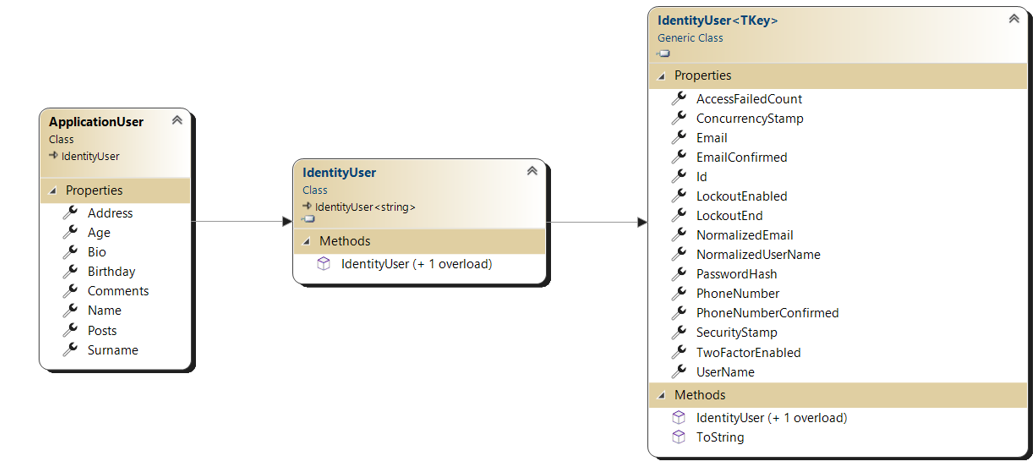 ApplicationUser
Class
IdentityUser
Properties
Address
Age
Bio
Birthday
Comments
Name
Posts
Surname
IdentityUser
Class
IdentityUser<string>
Methods
IdentityUser (+ 1 overload)
IdentityUser<TKey>
Generic Class
Properties
AccessFailedCount
ConcurrencyStamp
Email
EmailConfirmed
Id
LockoutEnabled
LockoutEnd
NormalizedEmail
NormalizedUserName
PasswordHash
PhoneNumber
PhoneNumberConfirmed
SecurityStamp
TwoFactorEnabled
UserName
Methods
IdentityUser (+ 1 overload)
ToString